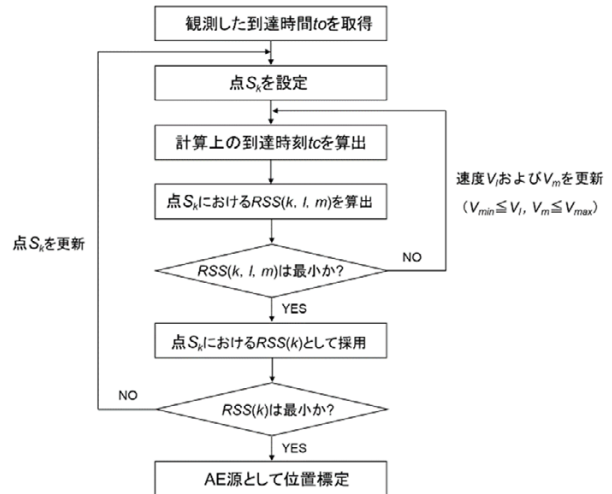 観測した到達時間toを取得
点Skを設定
計算上の到達時刻tcを算出
速度VlおよびVmを更新
(Vmin≦Vl, Vm≦Vmax)
点SkにおけるRSS(k, l, m)を算出
点Skを更新
RSS(k, l, m)は最小か?
NO
YES
点SkにおけるRSS(k)として採用
NO
RSS(k)は最小か?
YES
AE源として位置標定